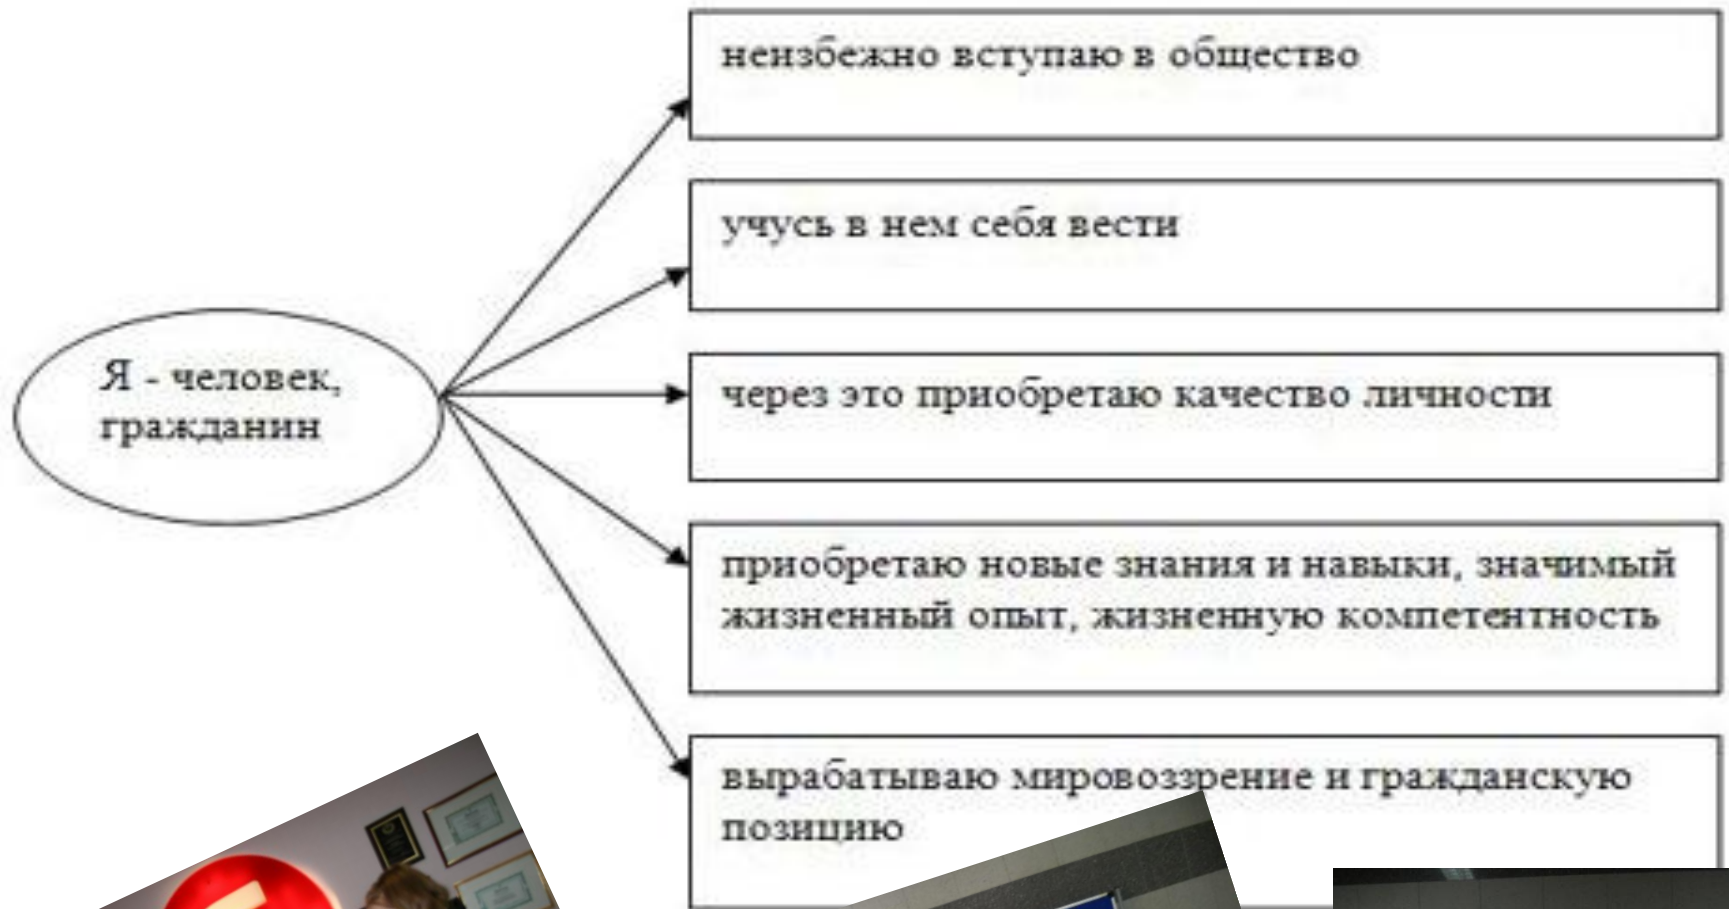 неизбежно вступаю в общество
учусь в нем себя вести
Я - человек,
гражданин
через это приобретаю качество личности
приобретаю новые знания и навыки, значимый
жизненный опыт, жизненную компетентность
вырабатываю мировоззрение и гражданскую
позицию